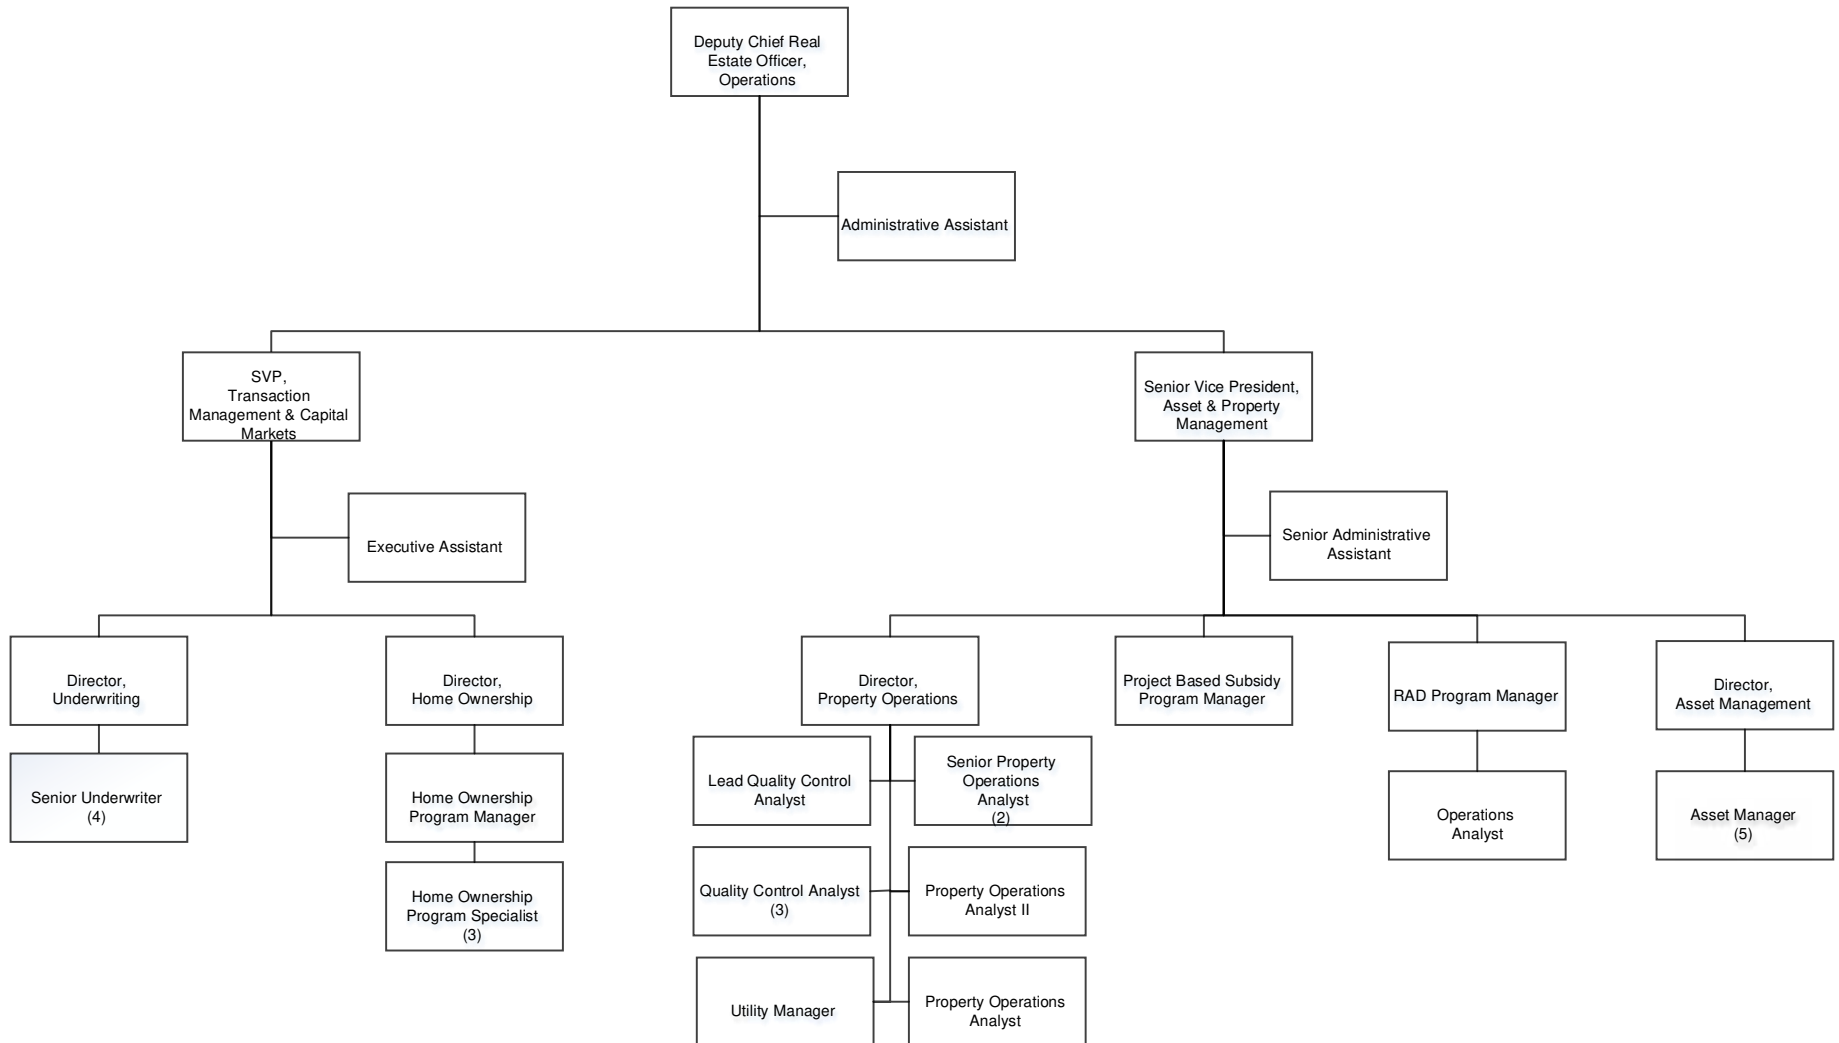 Deputy Chief Real
Estate Officer,
Operations
Administrative Assistant
SVP,
Transaction
Management & Capital
Markets
Senior Vice President,
Asset & Property
Management
Executive Assistant
Senior Administrative
Assistant
Director,
Underwriting
Director,
Home Ownership
Director,
Property Operations
Project Based Subsidy
Program Manager
RAD Program Manager
Director,
Asset Management
Senior Underwriter
(4)
Home Ownership
Program Manager
Lead Quality Control
Analyst
Senior Property
Operations
Analyst
(2)
Operations
Analyst
Asset Manager
(5)
Home Ownership
Program Specialist
(3)
Quality Control Analyst
(3)
Property Operations
Analyst II
Utility Manager
Property Operations
Analyst